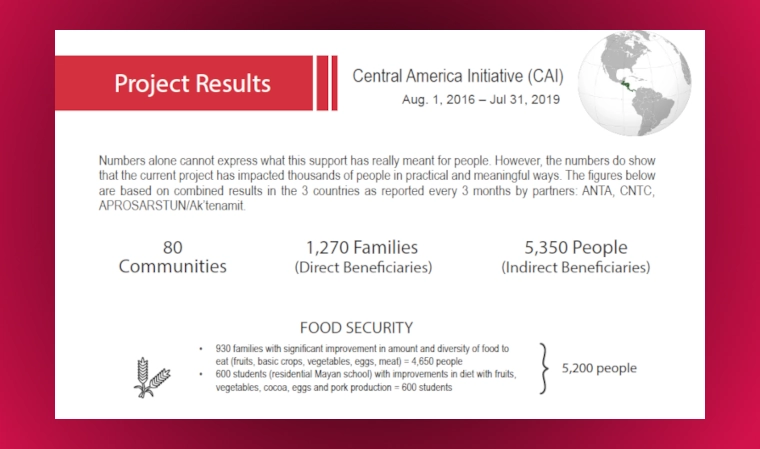 Project Results
Central America Initiative (CAI)
Aug. 1, 2016 – Jul 31, 2019
Numbers alone cannot express what this support has really meant for people. However, the numbers do show
that the current project has impacted thousands of people in practical and meaningful ways. The figures below
are based on combined results in the 3 countries as reported every 3 months by partners: ANTA, CNTC,
APROSARSTUN/Ak'tenamit.
80
Communities
1,270 Families
(Direct Beneficiaries)
5,350 People
(Indirect Beneficiaries)
FOOD SECURITY
• 930 families with significant improvement in amount and diversity of food to
eat (fruits, basic crops, vegetables, eggs, meat) = 4,650 people
• 600 students (residential Mayan school) with improvements in diet with fruits,
vegetables, cocoa, eggs and pork production = 600 students
5,200 people